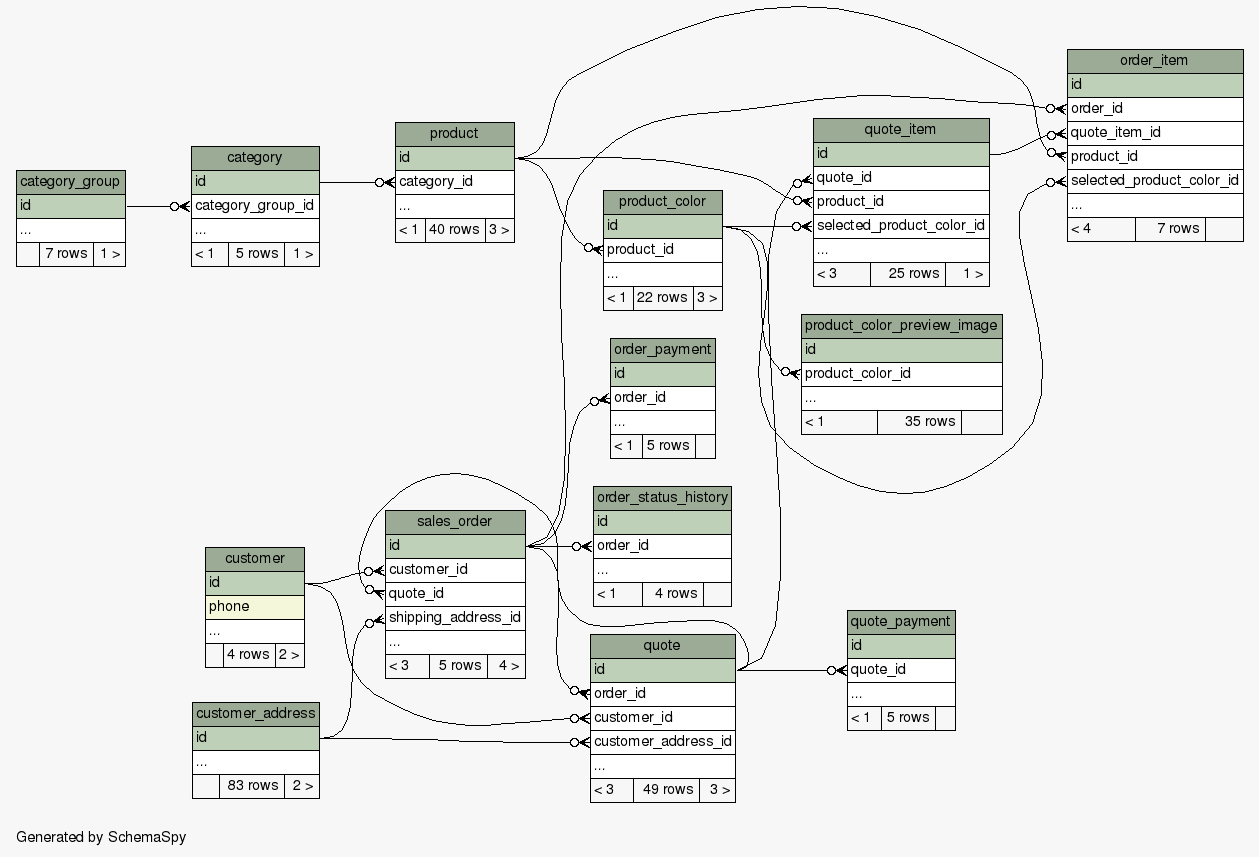 category_group
id
...
7 rows 1 >
category
id
category_group_id
...
< 1 5 rows 1 >
product
id
category_id
...
< 1 40 rows 3 >
product_color
id
product_id
...
< 1 22 rows 3 >
quote_item
id
quote_id
product_id
selected_product_color_id
...
< 3 25 rows 1 >
order_item
id
order_id
quote_item_id
product_id
selected_product_color_id
...
< 4 7 rows
product_color_preview_image
id
product_color_id
...
< 1 35 rows
order_payment
id
order_id
...
< 1 5 rows
order_status_history
id
order_id
...
< 1 4 rows
sales_order
id
customer_id
quote_id
shipping_address_id
...
< 3 5 rows 4 >
customer
id
phone
...
4 rows 2 >
customer_address
id
...
83 rows 2 >
quote
id
order_id
customer_id
customer_address_id
...
< 3 49 rows 3 >
quote_payment
id
quote_id
...
< 1 5 rows
Generated by SchemaSpy